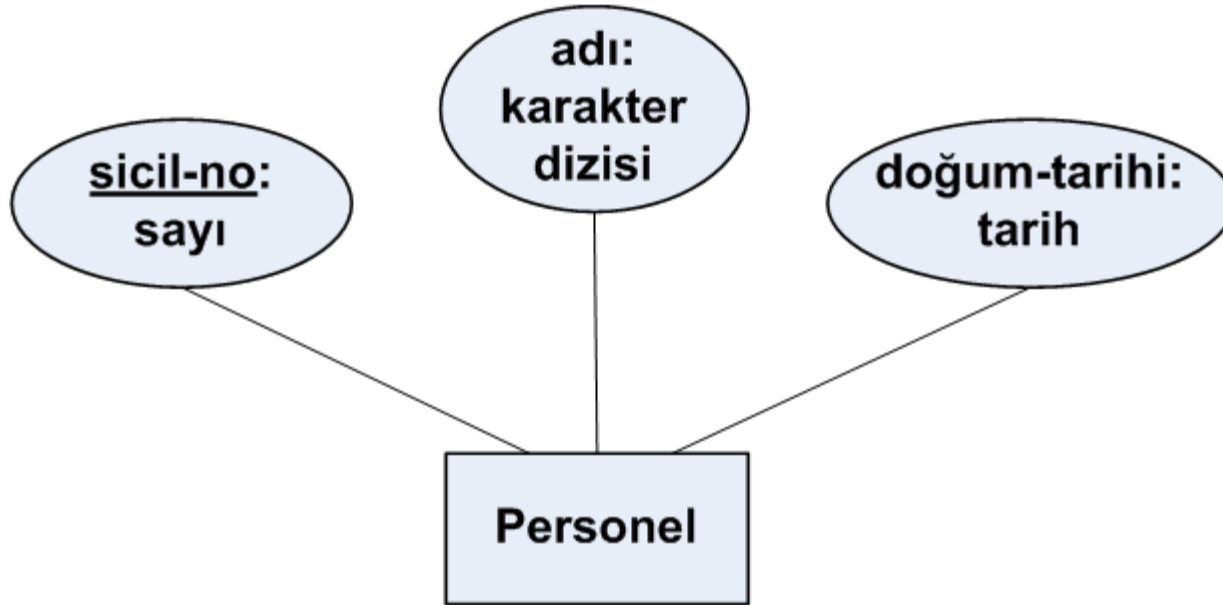 sicil-no:
sayı
adı:
karakter
dizisi
doğum-tarihi:
tarih
Personel